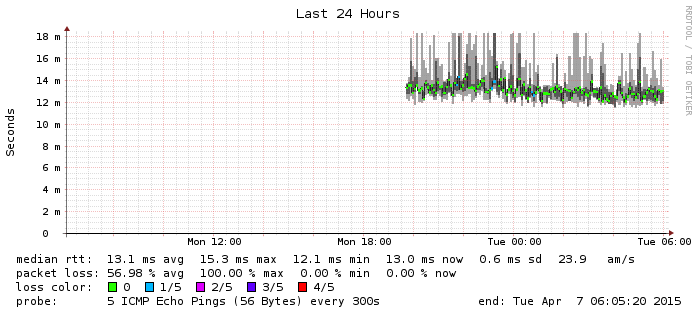 Last 24 Hours
RRDTOOL / TOBI OETIKER
Seconds
18 m
16 m
14 m
12 m
10 m
8 m
6 m
4 m
2 m
0
Mon 12:00 Mon 18:00 Tue 00:00 Tue 06:00
median rtt: 13.1 ms avg 15.3 ms max 12.1 ms min 13.0 ms now 0.6 ms sd 23.9 am/s
packet loss: 56.98 % avg 100.00 % max 0.00 % min 0.00 % now
loss color: 0 1/5 2/5 3/5 4/5
probe: 5 ICMP Echo Pings (56 Bytes) every 300s end: Tue Apr 7 06:05:20 2015